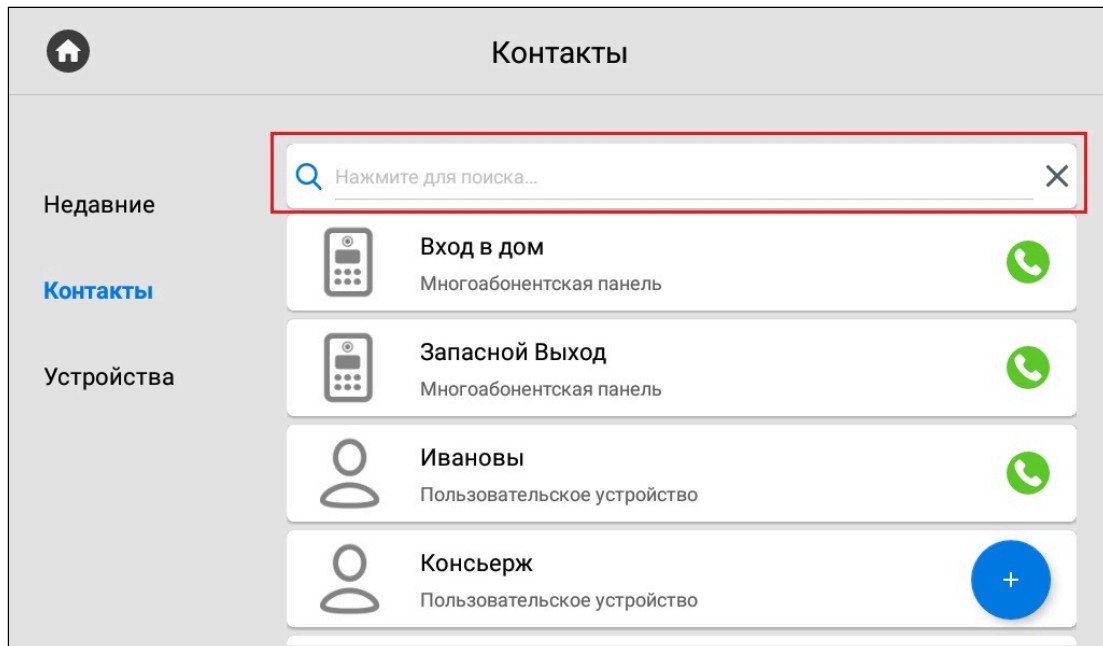 Контакты
Недавние
Контакты
Устройства
Нажмите для поиска...
Вход в дом
Многоабонентская панель
Запасной Выход
Многоабонентская панель
Ивановы
Пользовательское устройство
Консьерж
Пользовательское устройство
+